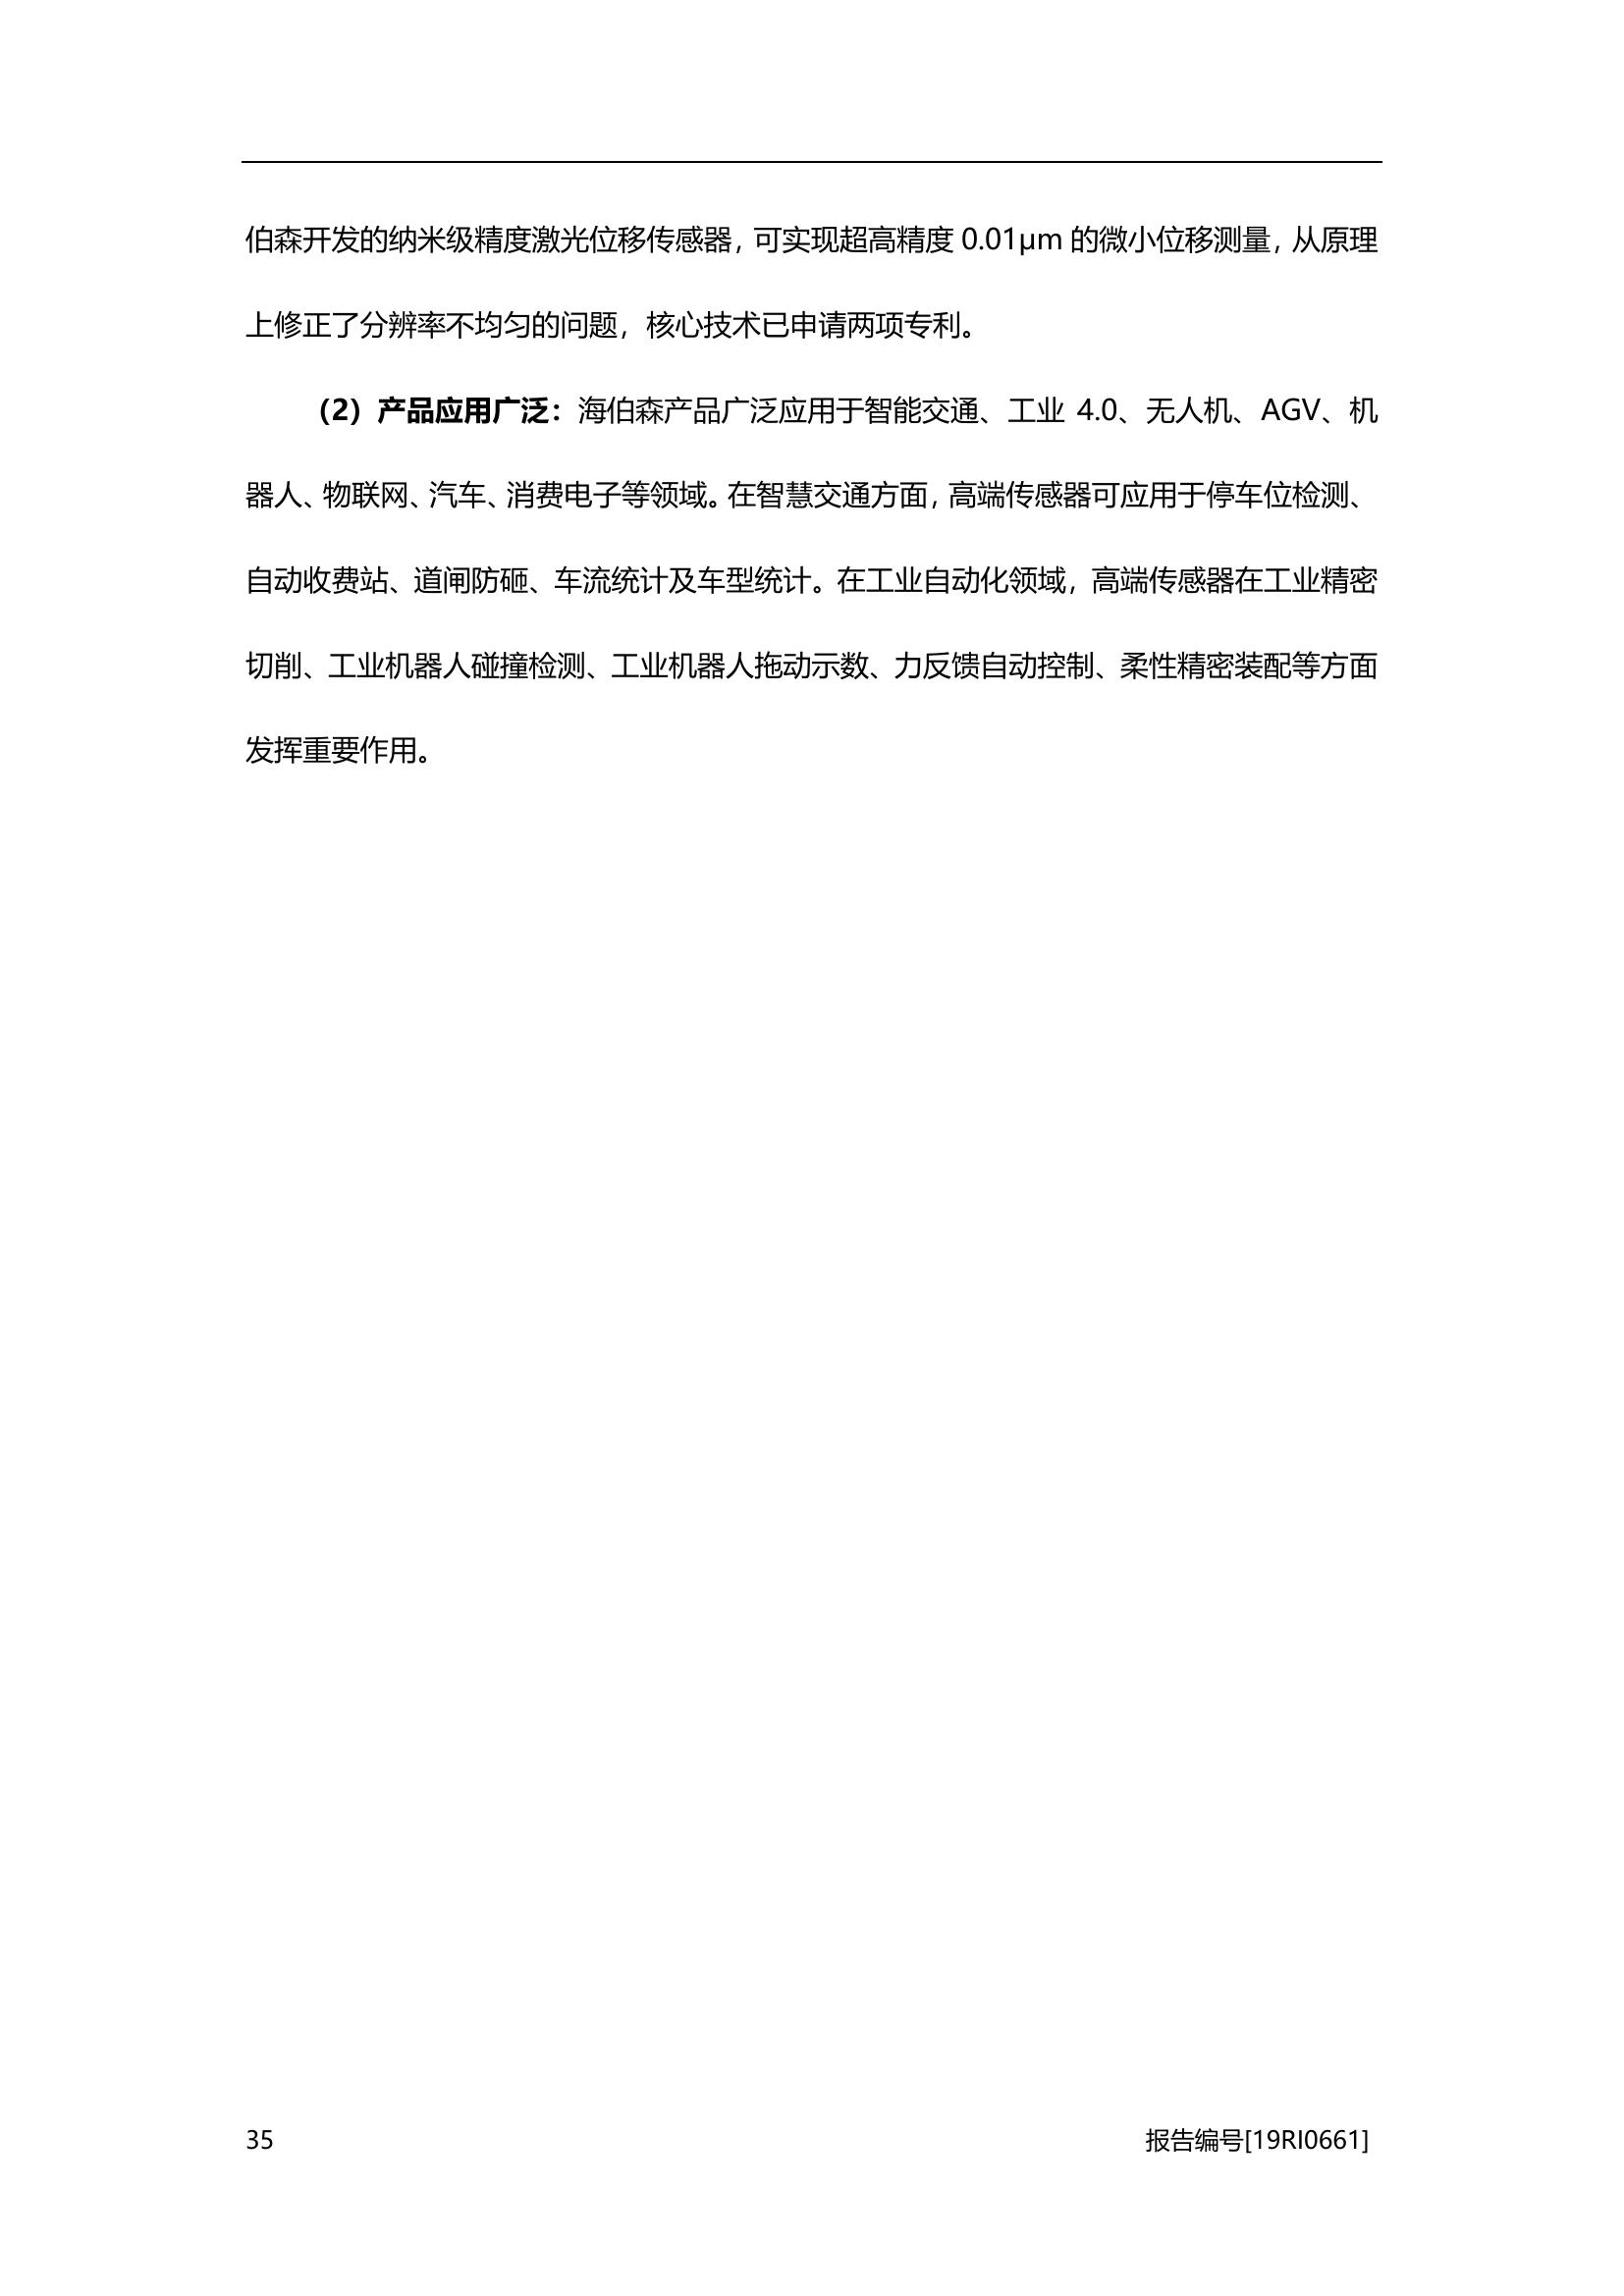 伯森开发的纳米级精度激光位移传感器，可实现超高精度 0.01μm 的微小位移测量，从原理
上修正了分辨率不均匀的问题，核心技术已申请两项专利。
（2）产品应用广泛：海伯森产品广泛应用于智能交通、工业 4.0、无人机、AGV、机
器人、物联网、汽车、消费电子等领域。在智慧交通方面，高端传感器可应用于停车位检测、
自动收费站、道闸防砸、车流统计及车型统计。在工业自动化领域，高端传感器在工业精密
切削、工业机器人碰撞检测、工业机器人拖动示数、力反馈自动控制、柔性精密装配等方面
发挥重要作用。
35
报告编号[19RI0661]